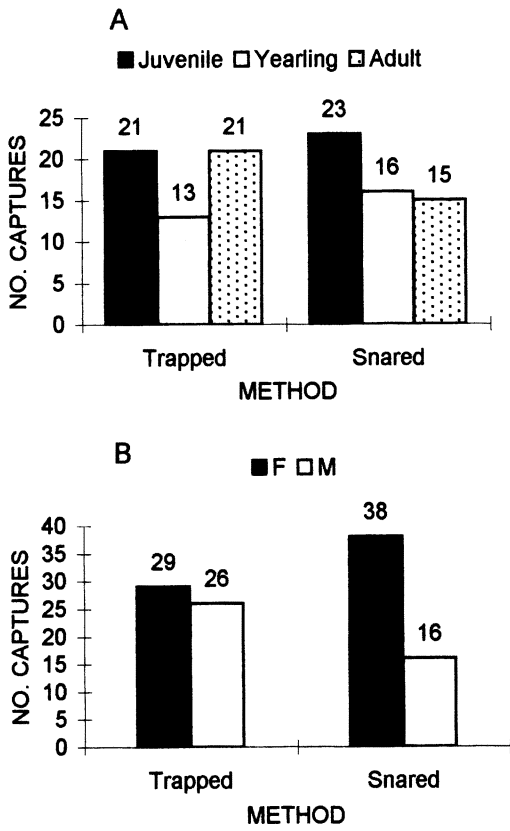 A
Juvenile Yearling Adult
NO. CAPTURES
25
20
15
10
5
0
21
13
21
23
16
15
Trapped
Snared
METHOD
B
F M
NO. CAPTURES
40
35
30
25
20
15
10
5
0
29
26
38
16
Trapped
Snared
METHOD